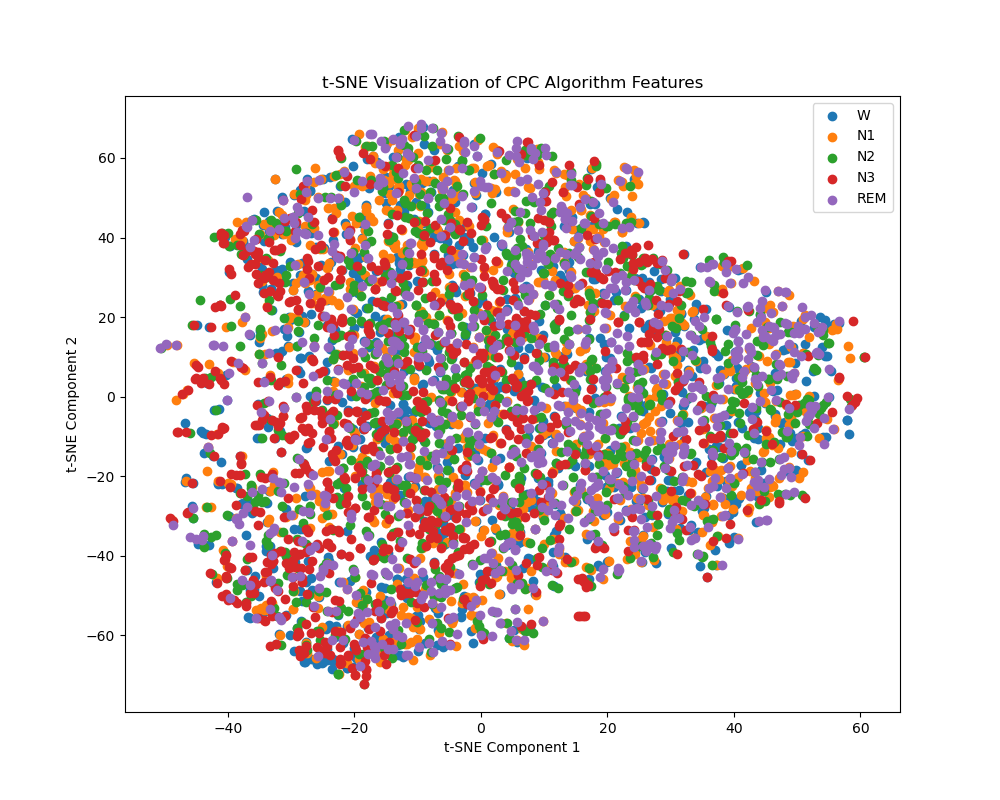 t-SNE Visualization of CPC Algorithm Features
W
N1
N2
N3
REM
60
40
20
0
−20
−40
−60
t-SNE Component 2
−40
−20
0
20
40
60
t-SNE Component 1